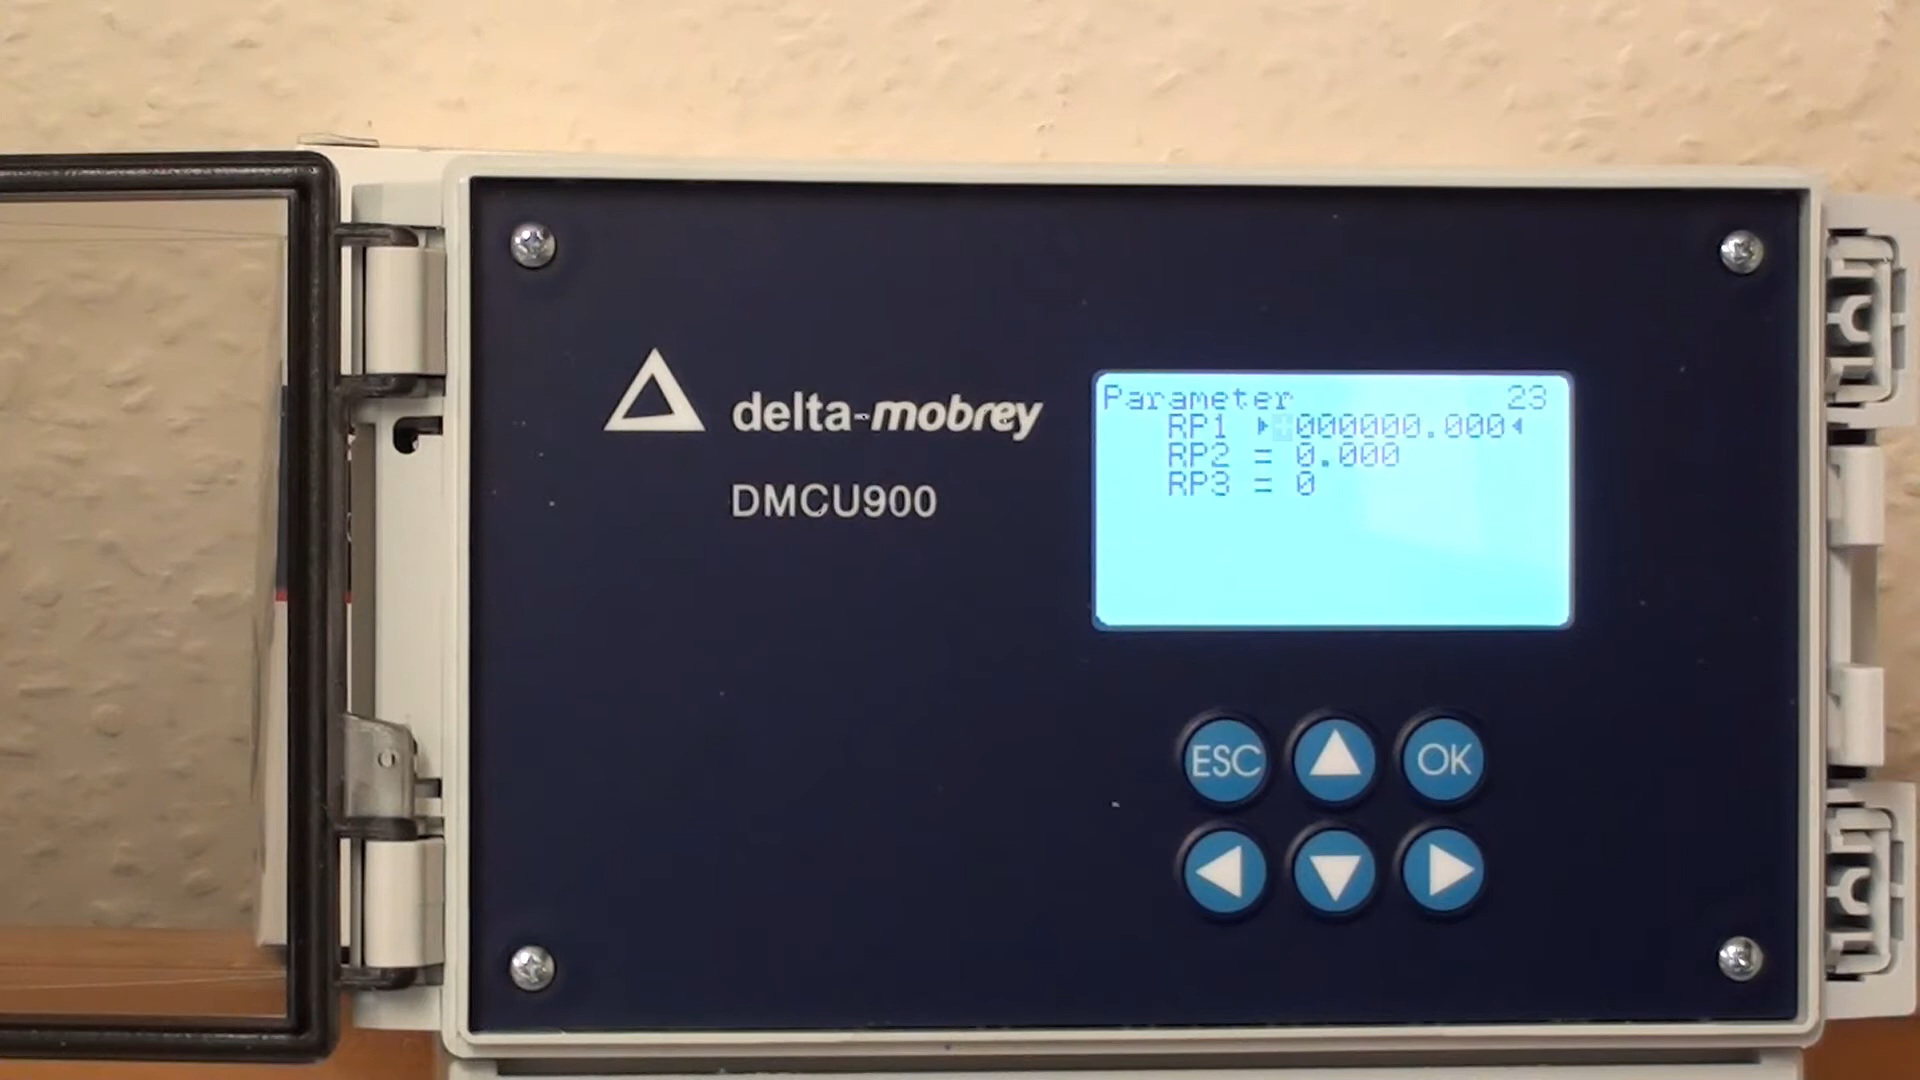 delta-mobrey
DMCU900
Parameter 23
RP1 ▶+000000.000◀
RP2 = 0.000
RP3 = 0
ESC
OK